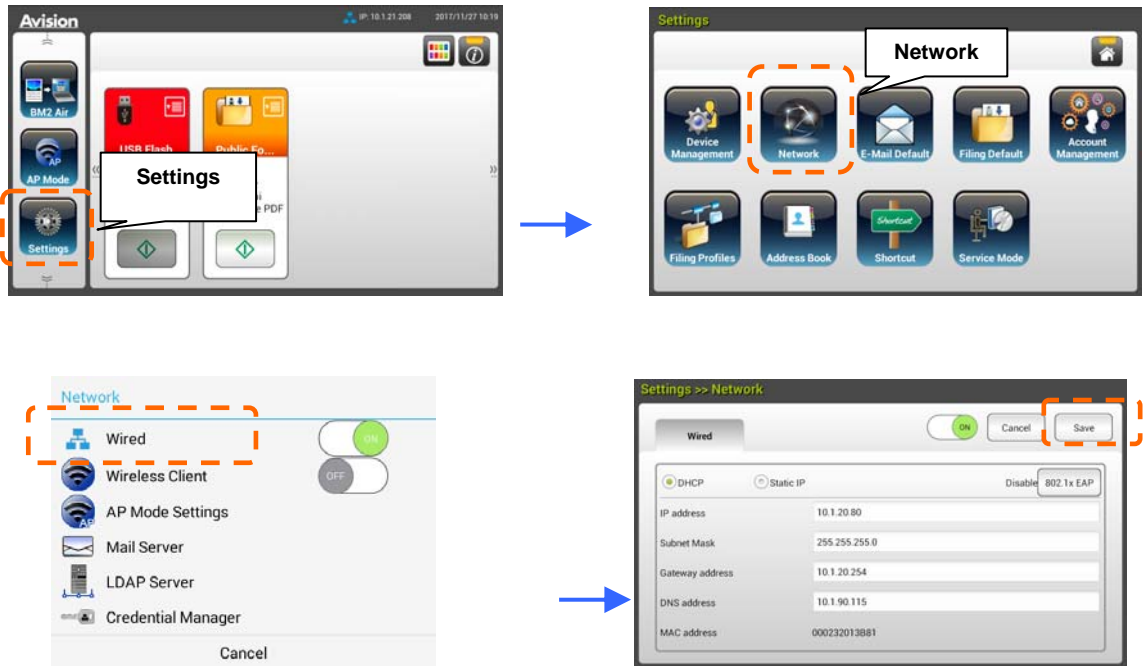 Avision
IP: 10.1.21.208
2017/11/27 10:19
BM2 Air
AP
AP Mode
Settings
USB Flash
Public Fo...
PDF
Settings
Settings
Network
Device
Management
Network
E-Mail Default
Filing Default
Account
Management
Filing Profiles
Address Book
Shortcut
Shortcut
Service Mode
Network
Wired
ON
Wireless Client
OFF
AP
AP Mode Settings
Mail Server
LDAP Server
Credential Manager
Cancel
Settings >> Network
Wired
ON
Cancel
Save
DHCP
Static IP
Disable
802.1x EAP
IP address
10.1.20.80
Subnet Mask
255.255.255.0
Gateway address
10.1.20.254
DNS address
10.1.90.115
MAC address
000232013B81